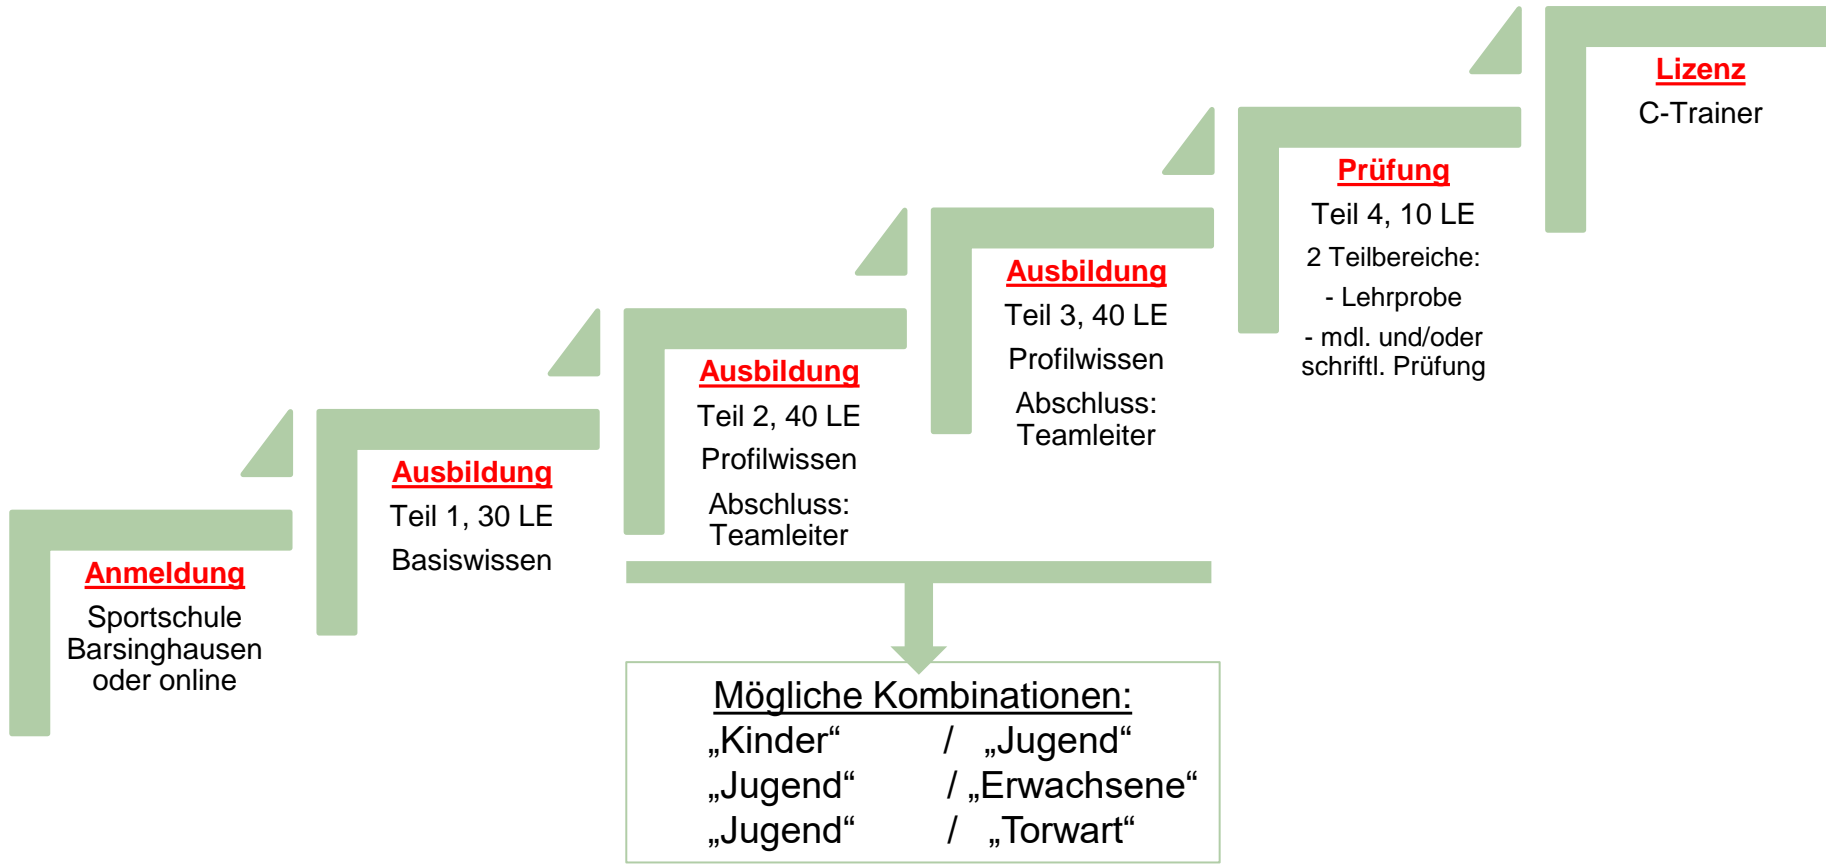 Anmeldung
Sportschule
Barsinghausen
oder online
Ausbildung
Teil 1, 30 LE
Basiswissen
Ausbildung
Teil 2, 40 LE
Profilwissen
Abschluss:
Teamleiter
Ausbildung
Teil 3, 40 LE
Profilwissen
Abschluss:
Teamleiter
Prüfung
Teil 4, 10 LE
2 Teilbereiche:
- Lehrprobe
- mdl. und/oder
schriftl. Prüfung
Lizenz
C-Trainer
Mögliche Kombinationen:
„Kinder“ / „Jugend“
„Jugend“ / „Erwachsene“
„Jugend“ / „Torwart“